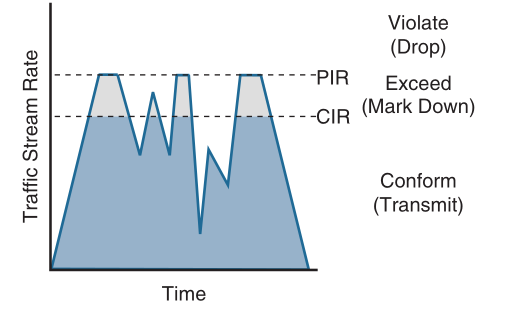 Violate
(Drop)
PIR
Exceed
(Mark Down)
CIR
Conform
(Transmit)
Traffic Stream Rate
Time